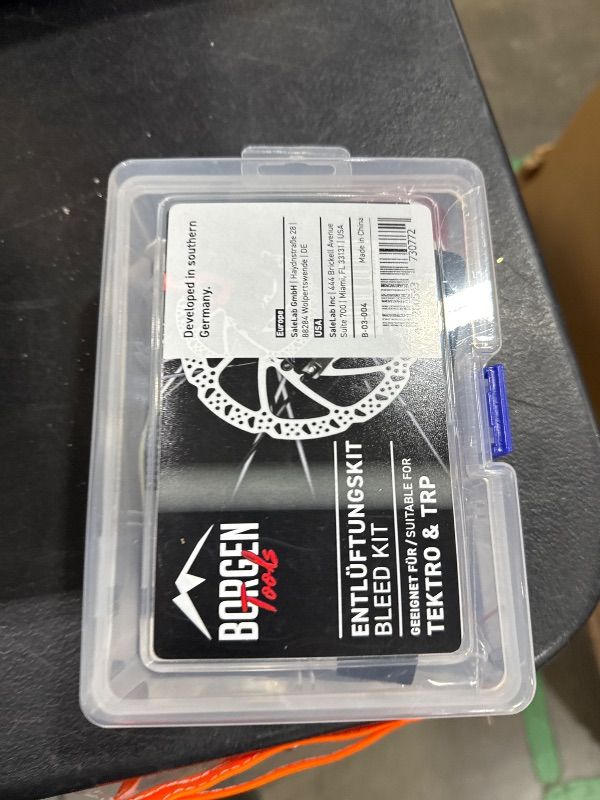 BORGEN
Tools
ENTLÜFTUNGSKIT
BLEED KIT
GEEIGNET FÜR / SUITABLE FOR
TEKTRO & TRP
Developed in southern
Germany.
Europe
SaleLab GmbH | Haydnstraße 28 |
88284 Wolpertswende | DE
USA
SaleLab Inc | 444 Brickell Avenue
Suite 700 | Miami, FL 33131 | USA
B-03-004 Made in China
730772